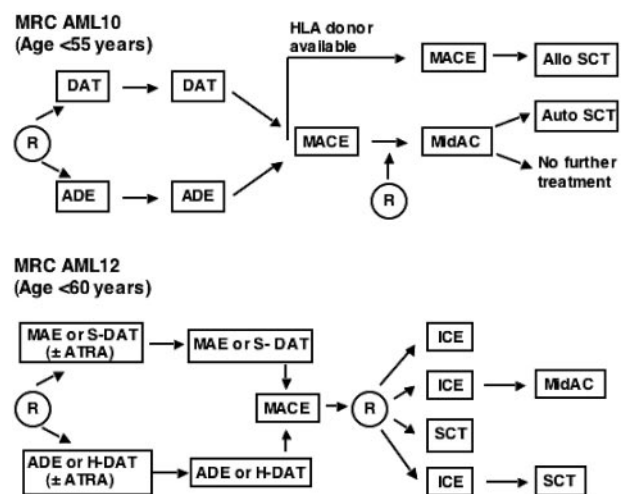 MRC AML10
(Age <55 years)
HLA donor
available
MACE
Allo SCT
DAT
DAT
R
MACE
MidAC
Auto SCT
No further
treatment
ADE
ADE
R
MRC AML12
(Age <60 years)
MAE or S-DAT
(± ATRA)
MAE or S- DAT
ICE
R
MACE
R
ICE
MidAC
SCT
ADE or H-DAT
(± ATRA)
ADE or H-DAT
ICE
SCT